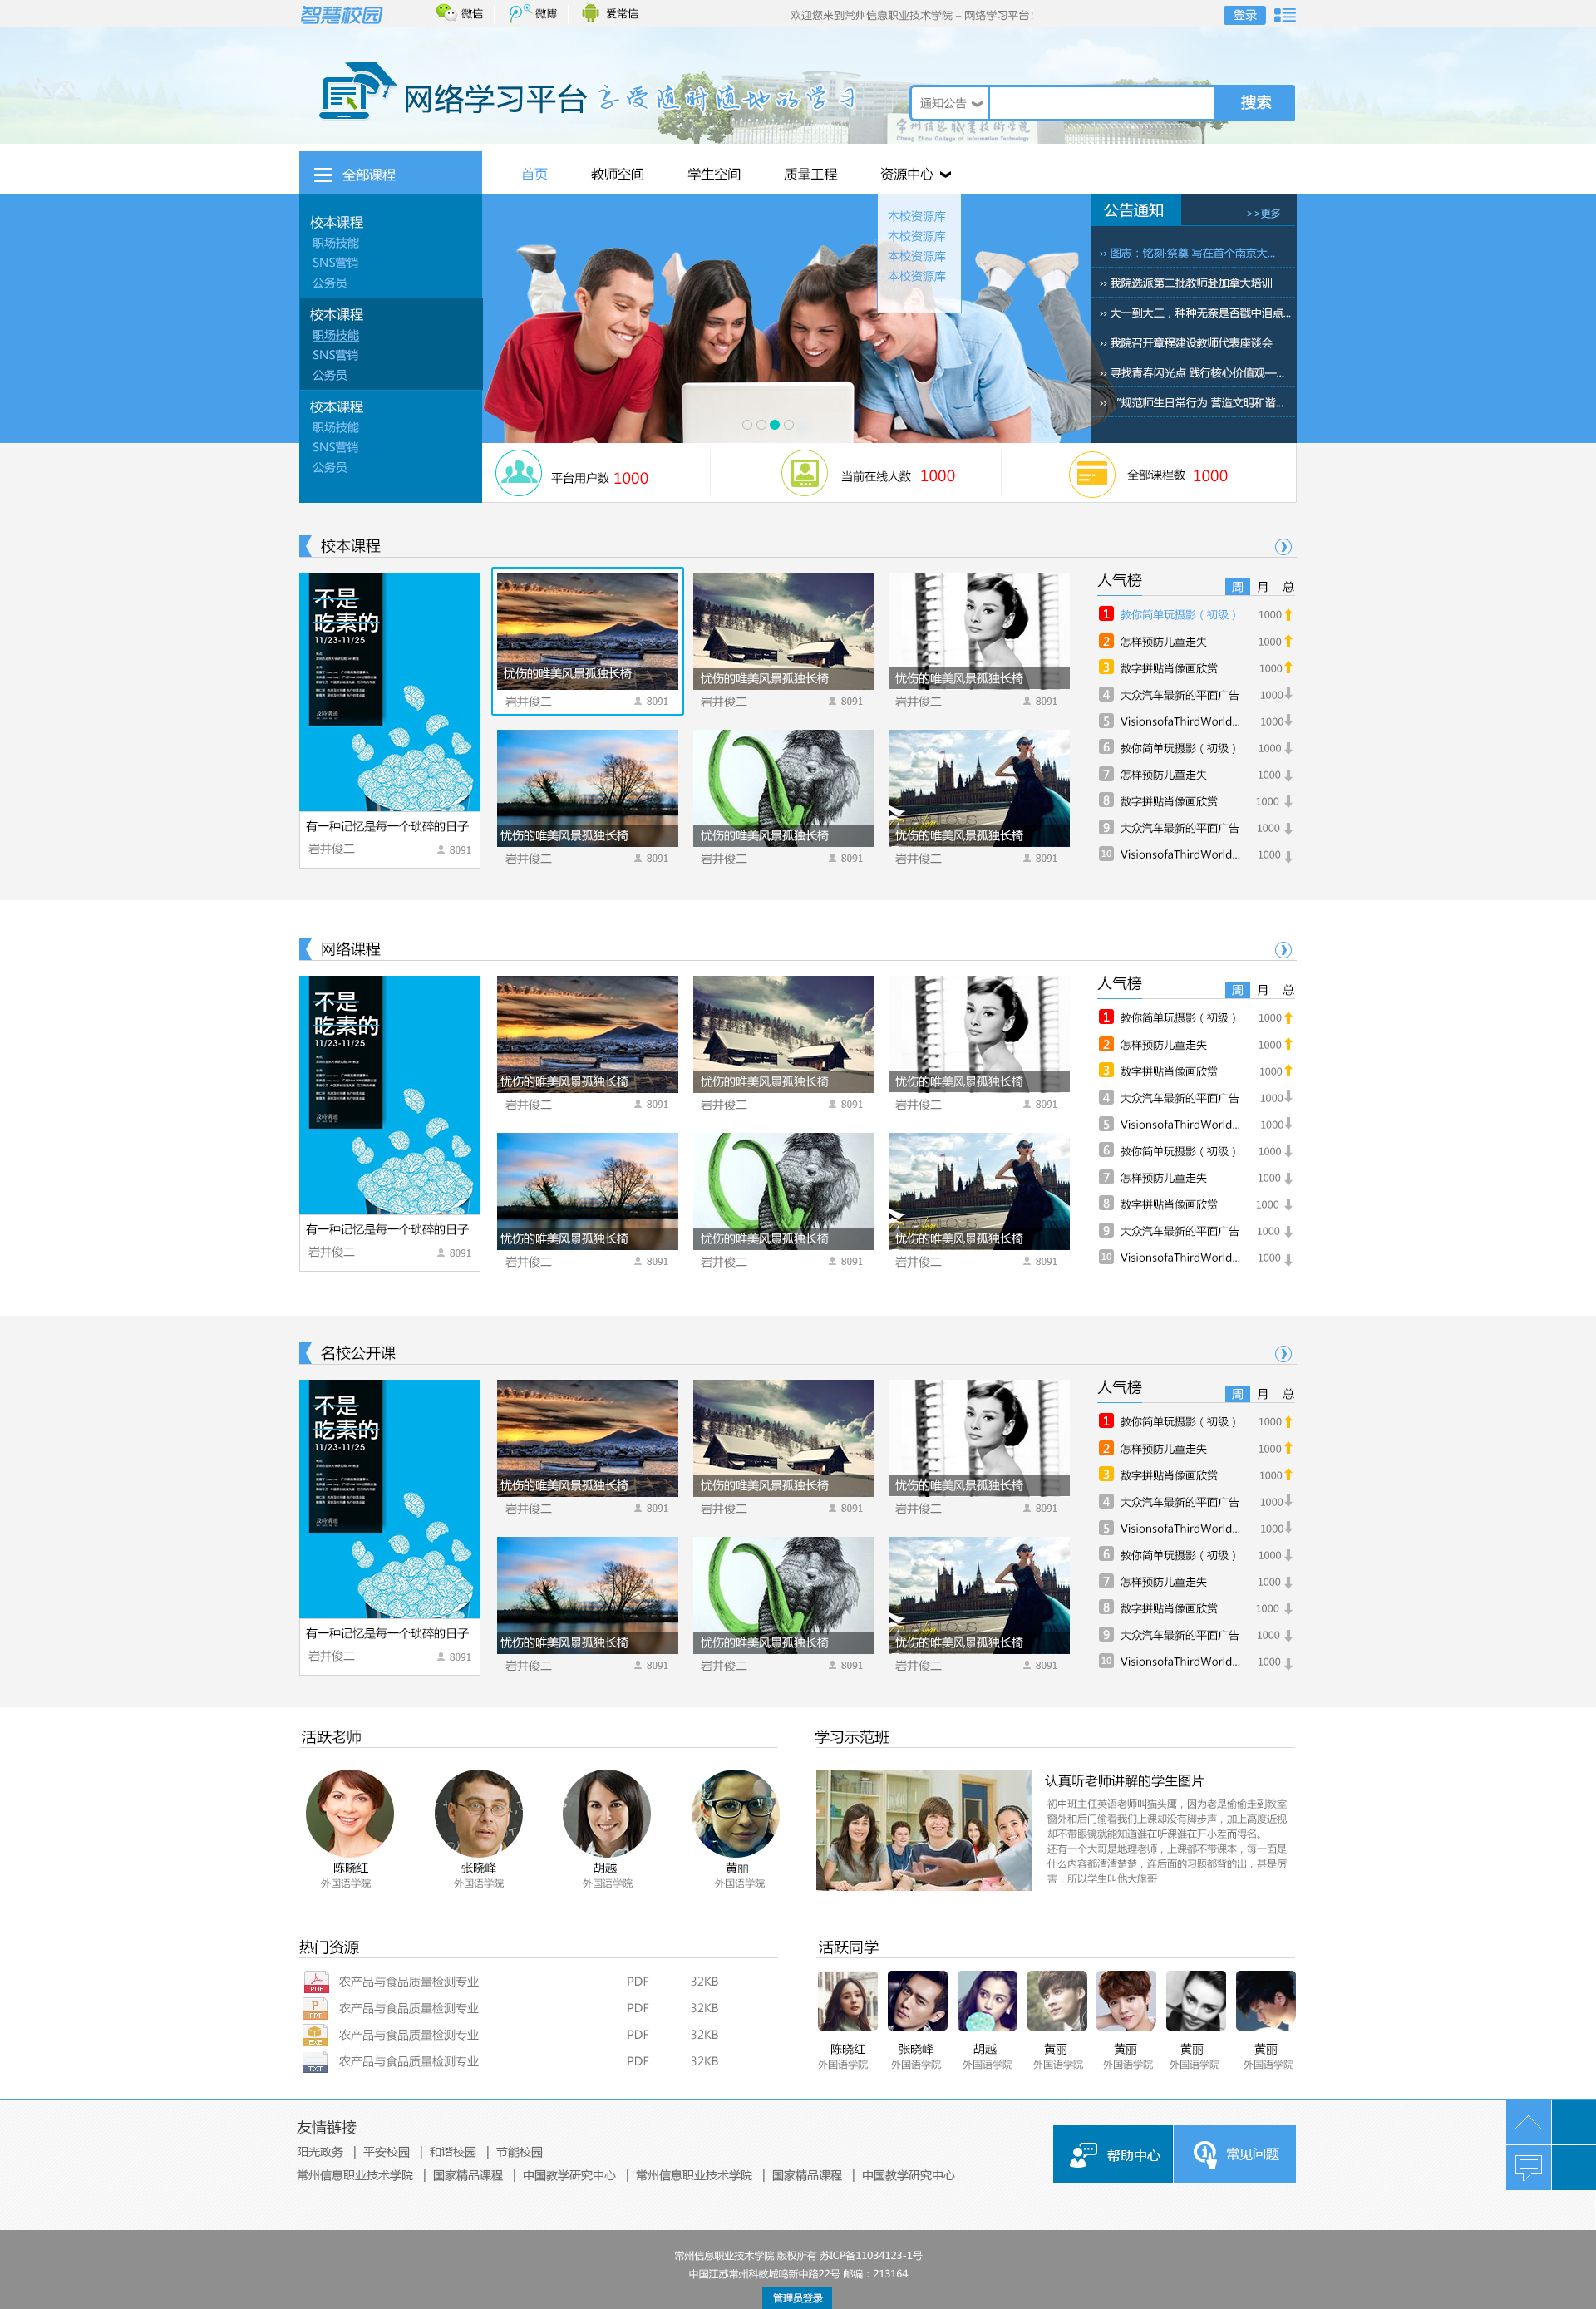 智慧校园 微信 微博 爱常信 欢迎您来到常州信息职业技术学院 – 网络学习平台! 登录
网络学习平台 享受随时随地的学习 通知公告 搜索
常州信息职业技术学院
Chang Zhou College of Information Technology
全部课程 首页 教师空间 学生空间 质量工程 资源中心
校本课程
职场技能
SNS营销
公务员
校本课程
职场技能
SNS营销
公务员
校本课程
职场技能
SNS营销
公务员
本校资源库
本校资源库
本校资源库
本校资源库
公告通知 >>更多
›› 图志：铭刻·祭奠 写在首个南京大...
›› 我院选派第二批教师赴加拿大培训
›› 大一到大三，种种无奈是否戳中泪点...
›› 我院召开章程建设教师代表座谈会
›› 寻找青春闪光点 践行核心价值观—...
›› “规范师生日常行为 营造文明和谐...
平台用户数 1000 当前在线人数 1000 全部课程数 1000
校本课程
不是
吃素的
11/23-11/25
有一种记忆是每一个琐碎的日子
岩井俊二 8091
忧伤的唯美风景孤独长椅 忧伤的唯美风景孤独长椅 忧伤的唯美风景孤独长椅
岩井俊二 8091 岩井俊二 8091 岩井俊二 8091
忧伤的唯美风景孤独长椅 忧伤的唯美风景孤独长椅 忧伤的唯美风景孤独长椅
岩井俊二 8091 岩井俊二 8091 岩井俊二 8091
人气榜 周 月 总
1 教你简单玩摄影（初级） 1000
2 怎样预防儿童走失 1000
3 数字拼贴肖像画欣赏 1000
4 大众汽车最新的平面广告 1000
5 VisionsofaThirdWorld... 1000
6 教你简单玩摄影（初级） 1000
7 怎样预防儿童走失 1000
8 数字拼贴肖像画欣赏 1000
9 大众汽车最新的平面广告 1000
10 VisionsofaThirdWorld... 1000
网络课程
不是
吃素的
11/23-11/25
有一种记忆是每一个琐碎的日子
岩井俊二 8091
忧伤的唯美风景孤独长椅 忧伤的唯美风景孤独长椅 忧伤的唯美风景孤独长椅
岩井俊二 8091 岩井俊二 8091 岩井俊二 8091
忧伤的唯美风景孤独长椅 忧伤的唯美风景孤独长椅 忧伤的唯美风景孤独长椅
岩井俊二 8091 岩井俊二 8091 岩井俊二 8091
人气榜 周 月 总
1 教你简单玩摄影（初级） 1000
2 怎样预防儿童走失 1000
3 数字拼贴肖像画欣赏 1000
4 大众汽车最新的平面广告 1000
5 VisionsofaThirdWorld... 1000
6 教你简单玩摄影（初级） 1000
7 怎样预防儿童走失 1000
8 数字拼贴肖像画欣赏 1000
9 大众汽车最新的平面广告 1000
10 VisionsofaThirdWorld... 1000
名校公开课
不是
吃素的
11/23-11/25
有一种记忆是每一个琐碎的日子
岩井俊二 8091
忧伤的唯美风景孤独长椅 忧伤的唯美风景孤独长椅 忧伤的唯美风景孤独长椅
岩井俊二 8091 岩井俊二 8091 岩井俊二 8091
忧伤的唯美风景孤独长椅 忧伤的唯美风景孤独长椅 忧伤的唯美风景孤独长椅
岩井俊二 8091 岩井俊二 8091 岩井俊二 8091
人气榜 周 月 总
1 教你简单玩摄影（初级） 1000
2 怎样预防儿童走失 1000
3 数字拼贴肖像画欣赏 1000
4 大众汽车最新的平面广告 1000
5 VisionsofaThirdWorld... 1000
6 教你简单玩摄影（初级） 1000
7 怎样预防儿童走失 1000
8 数字拼贴肖像画欣赏 1000
9 大众汽车最新的平面广告 1000
10 VisionsofaThirdWorld... 1000
活跃老师
陈晓红 张晓峰 胡越 黄丽
外国语学院 外国语学院 外国语学院 外国语学院
学习示范班
认真听老师讲解的学生图片
初中班主任英语老师叫猫头鹰，因为老是偷偷走到教室
窗外和后门偷看我们上课却没有脚步声，加上高度近视
却不带眼镜就能知道谁在听课谁在开小差而得名。
还有一个大哥是地理老师，上课都不带课本，每一面是
什么内容都清清楚楚，连后面的习题都背的出，甚是厉
害，所以学生叫他大旗哥
热门资源
PDF 农产品与食品质量检测专业 PDF 32KB
PPT 农产品与食品质量检测专业 PDF 32KB
EXE 农产品与食品质量检测专业 PDF 32KB
TXT 农产品与食品质量检测专业 PDF 32KB
活跃同学
陈晓红 张晓峰 胡越 黄丽 黄丽 黄丽 黄丽
外国语学院 外国语学院 外国语学院 外国语学院 外国语学院 外国语学院 外国语学院
友情链接
阳光政务 | 平安校园 | 和谐校园 | 节能校园
常州信息职业技术学院 | 国家精品课程 | 中国教学研究中心 | 常州信息职业技术学院 | 国家精品课程 | 中国教学研究中心
帮助中心 常见问题
常州信息职业技术学院 版权所有 苏ICP备11034123-1号
中国江苏常州科教城鸣新中路22号 邮编：213164
管理员登录